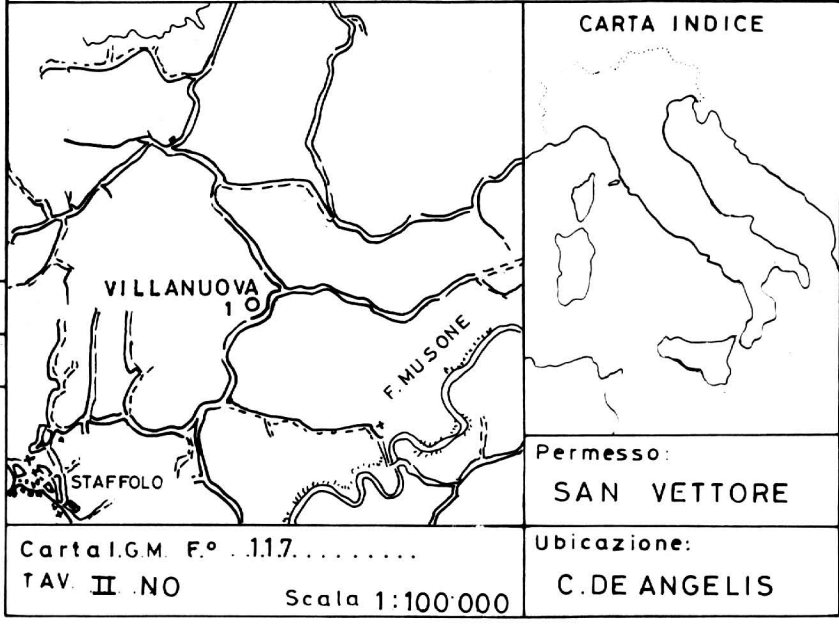 CARTA INDICE
VILLANUOVA
1
F. MUSONE
STAFFOLO
Permesso:
SAN VETTORE
Carta I.G.M. F.° ..117..........
TAV. II .NO
Scala 1:100'000
Ubicazione:
C. DE ANGELIS